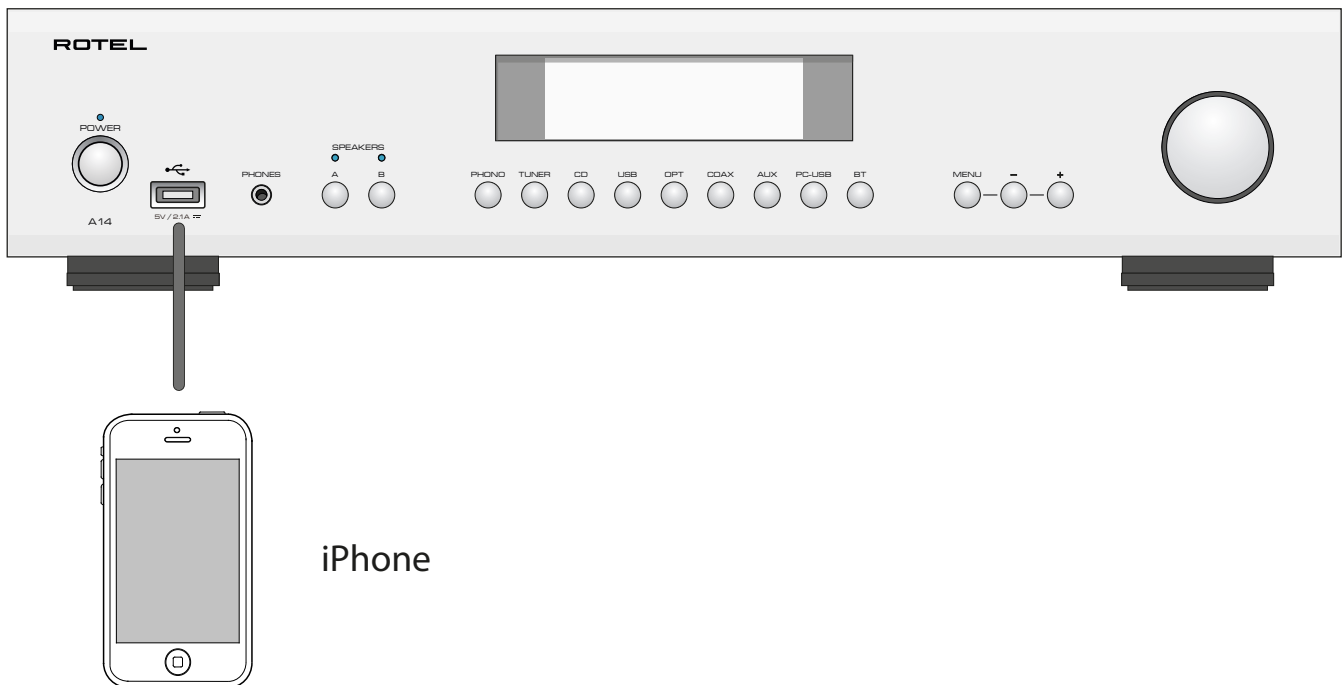 ROTEL
POWER
SPEAKERS
PHONES
A B
PHONO TUNER CD USB OPT COAX AUX PC-USB BT
MENU − +
5V / 2.1A ⎓
A14
iPhone